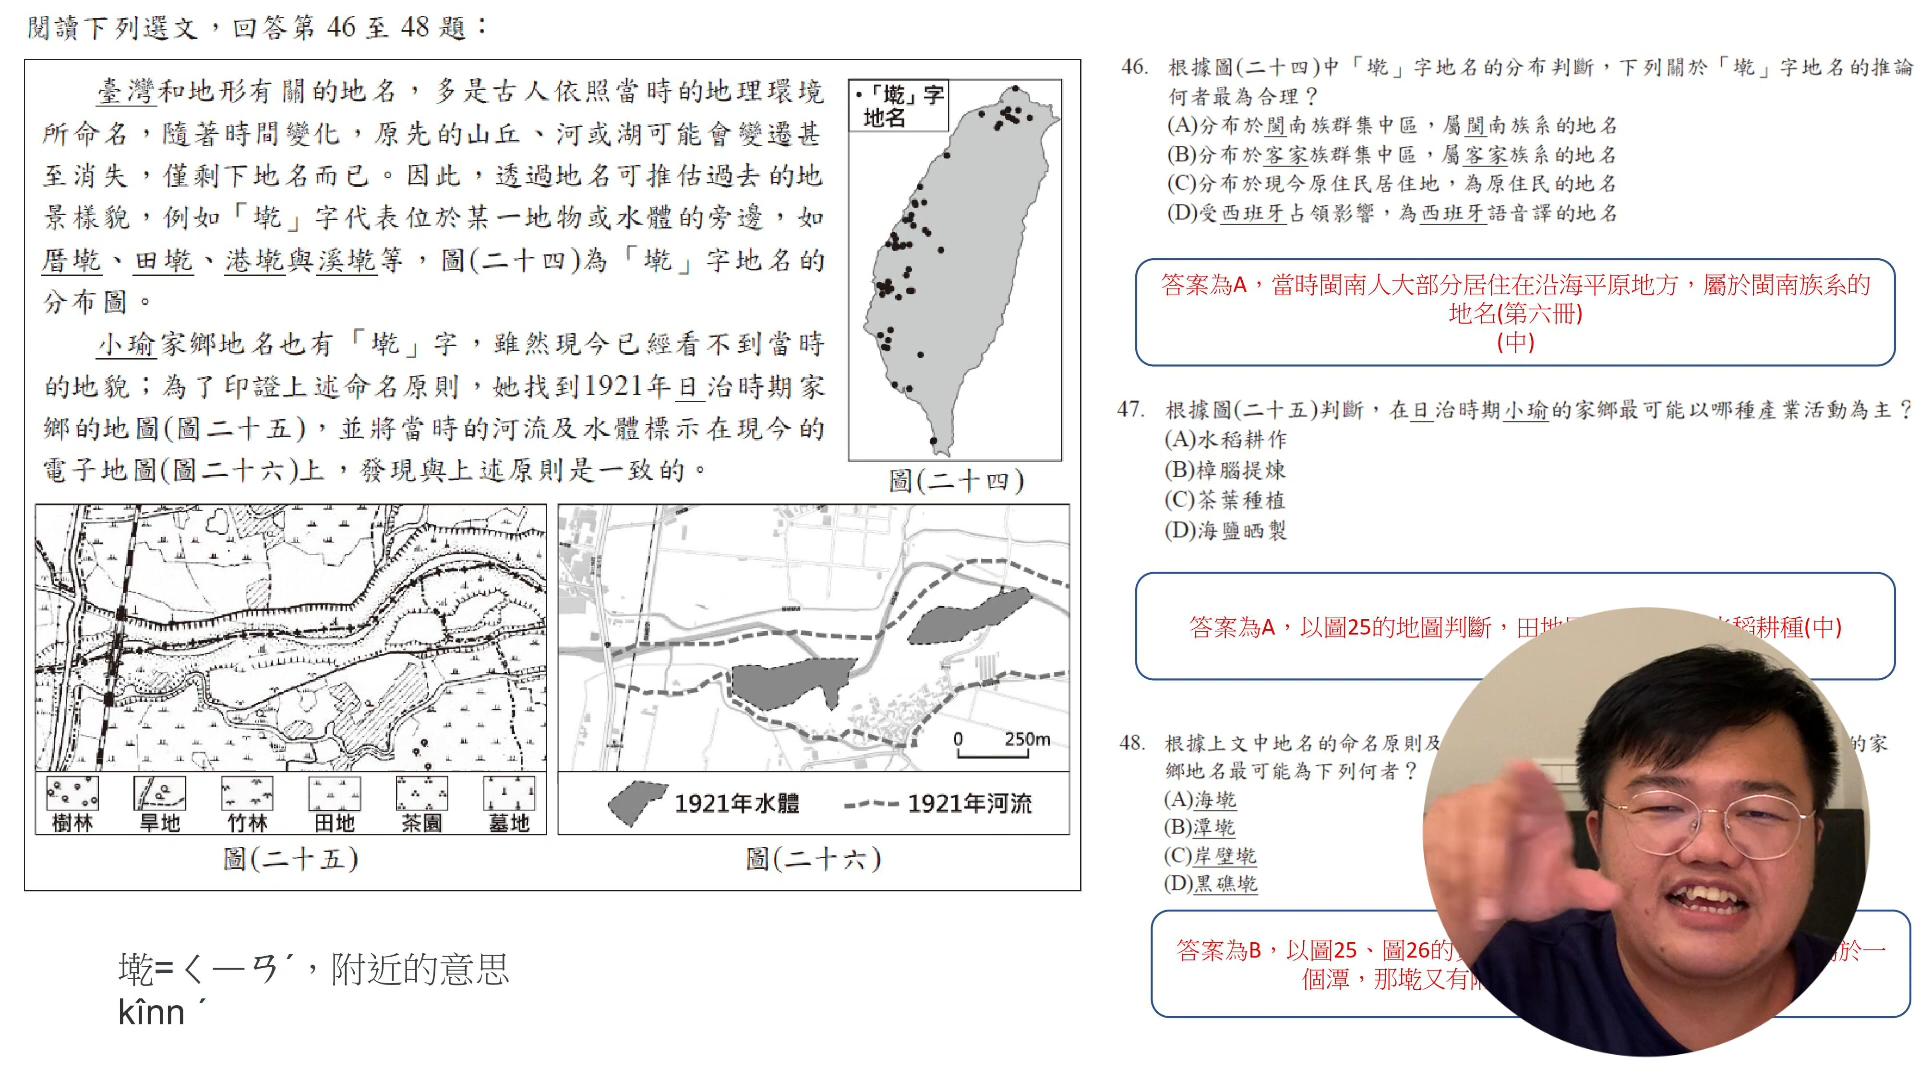 閱讀下列選文，回答第 46 至 48 題：
臺灣和地形有關的地名，多是古人依照當時的地理環境
所命名，隨著時間變化，原先的山丘、河或湖可能會變遷甚
至消失，僅剩下地名而已。因此，透過地名可推估過去的地
景樣貌，例如「墘」字代表位於某一地物或水體的旁邊，如
厝墘、田墘、港墘與溪墘等，圖(二十四)為「墘」字地名的
分布圖。
小瑜家鄉地名也有「墘」字，雖然現今已經看不到當時
的地貌；為了印證上述命名原則，她找到1921年日治時期家
鄉的地圖(圖二十五)，並將當時的河流及水體標示在現今的
電子地圖(圖二十六)上，發現與上述原則是一致的。
•「墘」字
地名
圖(二十四)
樹林 旱地 竹林 田地 茶園 墓地
圖(二十五)
0 250m
1921年水體 1921年河流
圖(二十六)
墘=ㄑㄧㄢˊ，附近的意思
kînn ˊ
46. 根據圖(二十四)中「墘」字地名的分布判斷，下列關於「墘」字地名的推論
何者最為合理？
(A)分布於閩南族群集中區，屬閩南族系的地名
(B)分布於客家族群集中區，屬客家族系的地名
(C)分布於現今原住民居住地，為原住民的地名
(D)受西班牙占領影響，為西班牙語音譯的地名
答案為A，當時閩南人大部分居住在沿海平原地方，屬於閩南族系的
地名(第六冊)
(中)
47. 根據圖(二十五)判斷，在日治時期小瑜的家鄉最可能以哪種產業活動為主？
(A)水稻耕作
(B)樟腦提煉
(C)茶葉種植
(D)海鹽晒製
答案為A，以圖25的地圖判斷，田地 稻耕種(中)
48. 根據上文中地名的命名原則及 的家
鄉地名最可能為下列何者？
(A)海墘
(B)潭墘
(C)岸壁墘
(D)黑礁墘
答案為B，以圖25、圖26的 於一
個潭，那墘又有